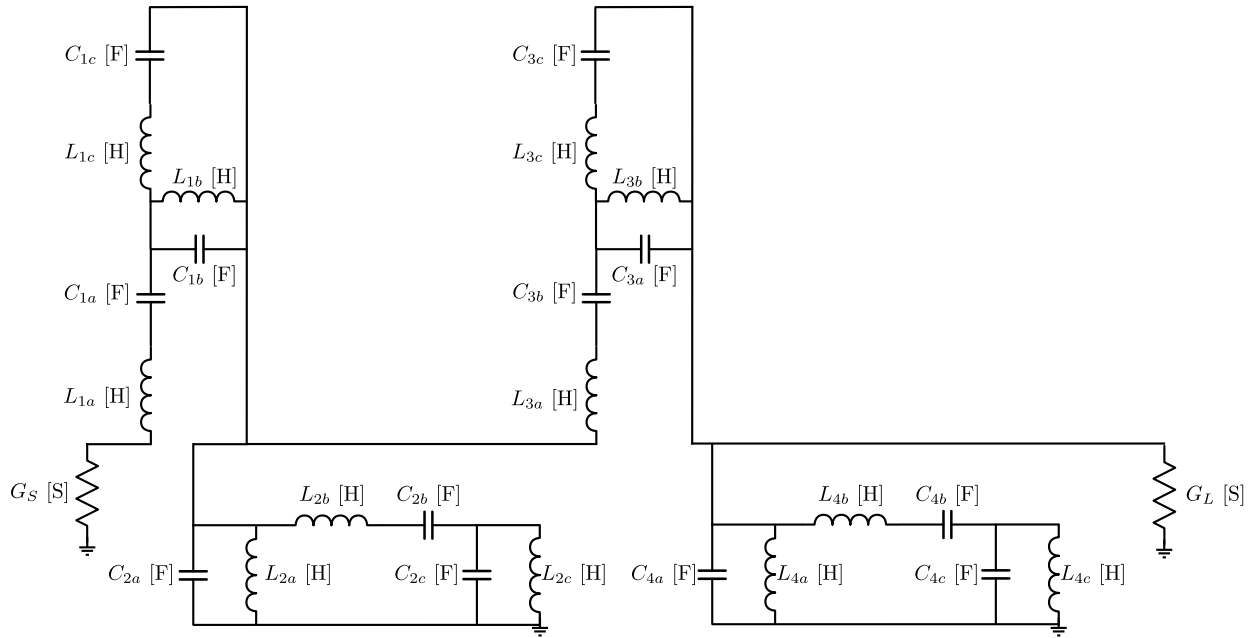 C_{1c} [F]
C_{3c} [F]
L_{1c} [H]
L_{3c} [H]
L_{1b} [H]
L_{3b} [H]
C_{1b} [F]
C_{3a} [F]
C_{1a} [F]
C_{3b} [F]
L_{1a} [H]
L_{3a} [H]
G_S [S]
L_{2b} [H]
C_{2b} [F]
L_{4b} [H]
C_{4b} [F]
G_L [S]
C_{2a} [F]
L_{2a} [H]
C_{2c} [F]
L_{2c} [H]
C_{4a} [F]
L_{4a} [H]
C_{4c} [F]
L_{4c} [H]